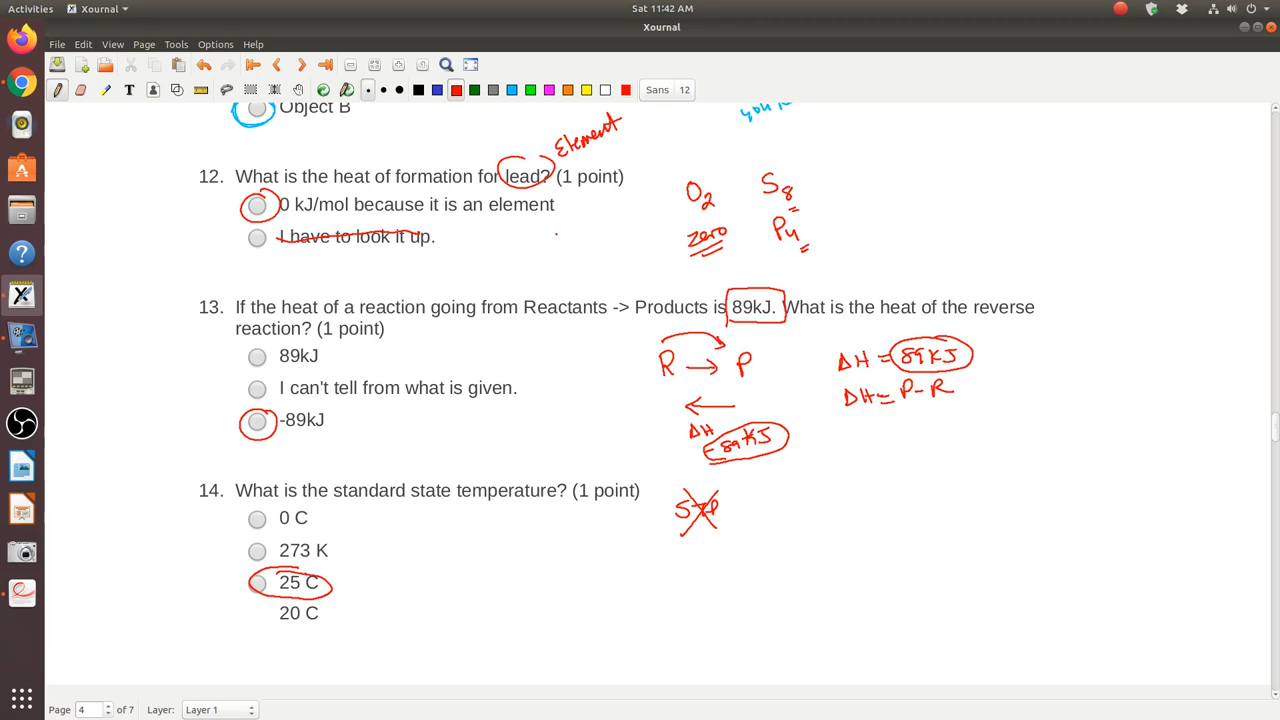 Activities Xournal Sat 11:42 AM
Xournal
File Edit View Page Tools Options Help
T Sans 12
Object B
Element
12. What is the heat of formation for lead? (1 point)
0 kJ/mol because it is an element
I have to look it up.
O2 S8
zero P4
13. If the heat of a reaction going from Reactants -> Products is 89kJ. What is the heat of the reverse
reaction? (1 point)
89kJ
I can't tell from what is given.
-89kJ
R → P
ΔH = 89KJ
ΔH = P-R
←
ΔH
-89KJ
14. What is the standard state temperature? (1 point)
0 C
273 K
25 C
20 C
STP
Page 4 of 7 Layer: Layer 1